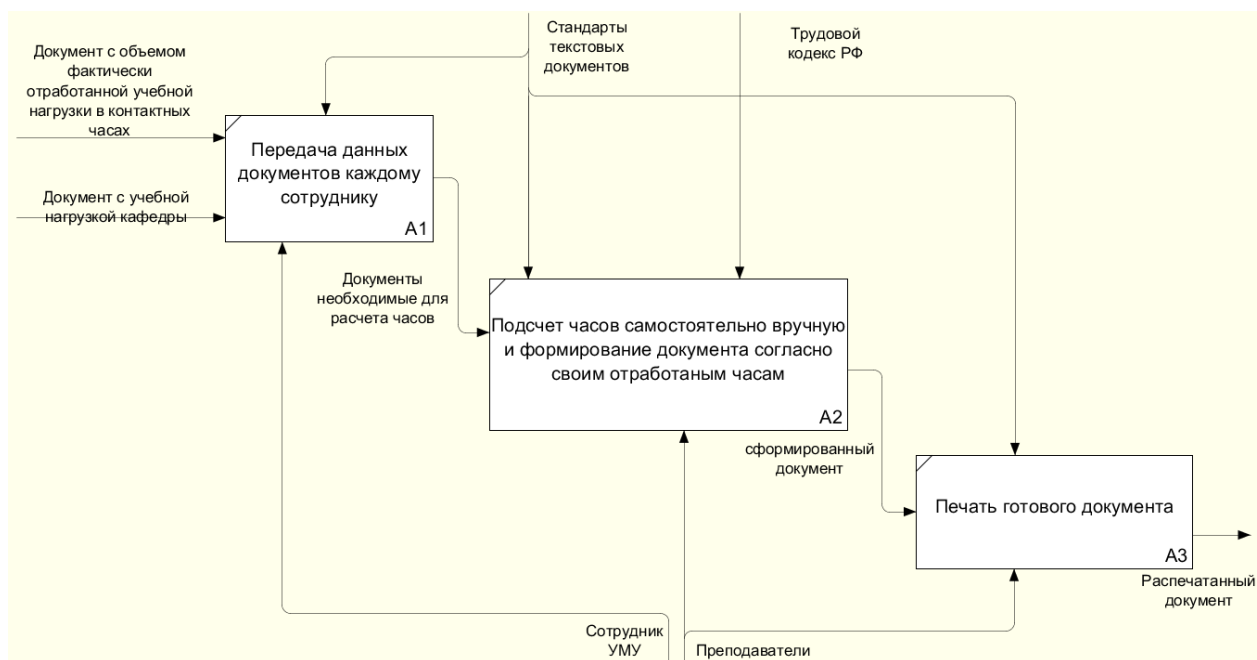 Стандарты
текстовых
документов
Трудовой
кодекс РФ
Документ с объемом
фактически
отработанной учебной
нагрузки в контактных
часах
Документ с учебной
нагрузкой кафедры
Передача данных
документов каждому
сотруднику
A1
Документы
необходимые для
расчета часов
Подсчет часов самостоятельно вручную
и формирование документа согласно
своим отработаным часам
A2
сформированный
документ
Печать готового документа
A3
Распечатанный
документ
Сотрудник
УМУ
Преподаватели